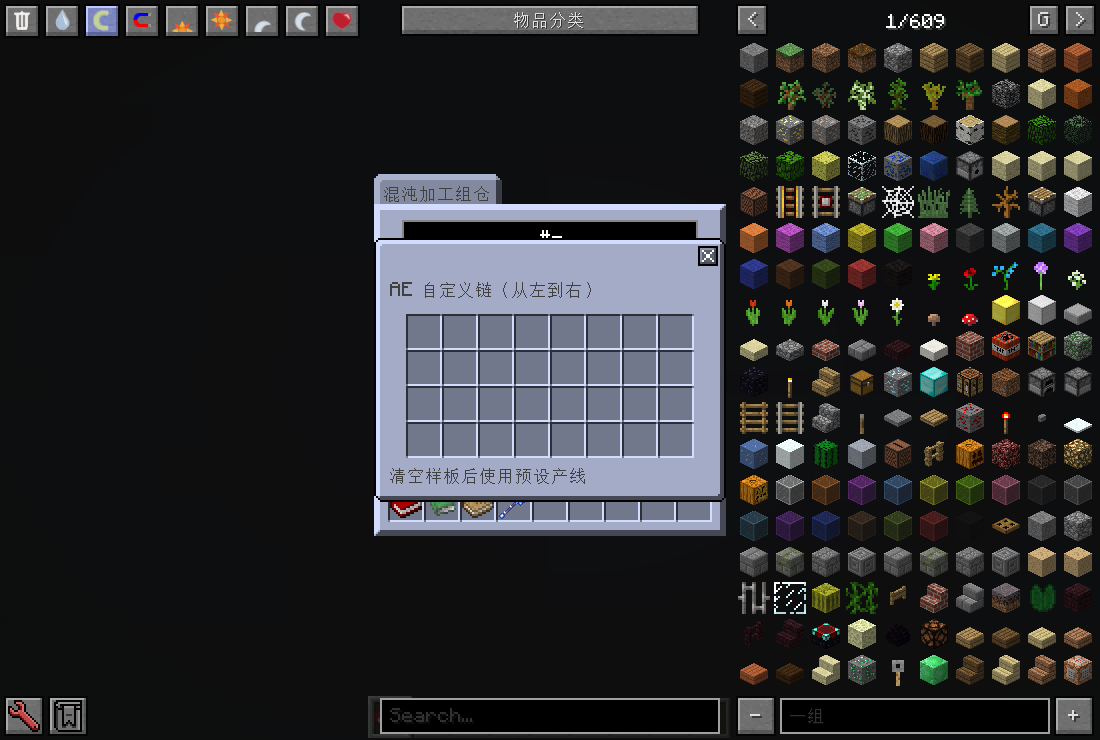 物品分类
1/609
G
混沌加工组仓
AE 自定义链（从左到右）
清空样板后使用预设产线
Search…
一组